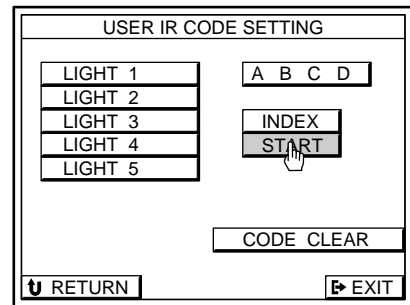 USER IR CODE SETTING
LIGHT 1
LIGHT 2
LIGHT 3
LIGHT 4
LIGHT 5
A B C D
INDEX
START
CODE CLEAR
RETURN
EXIT